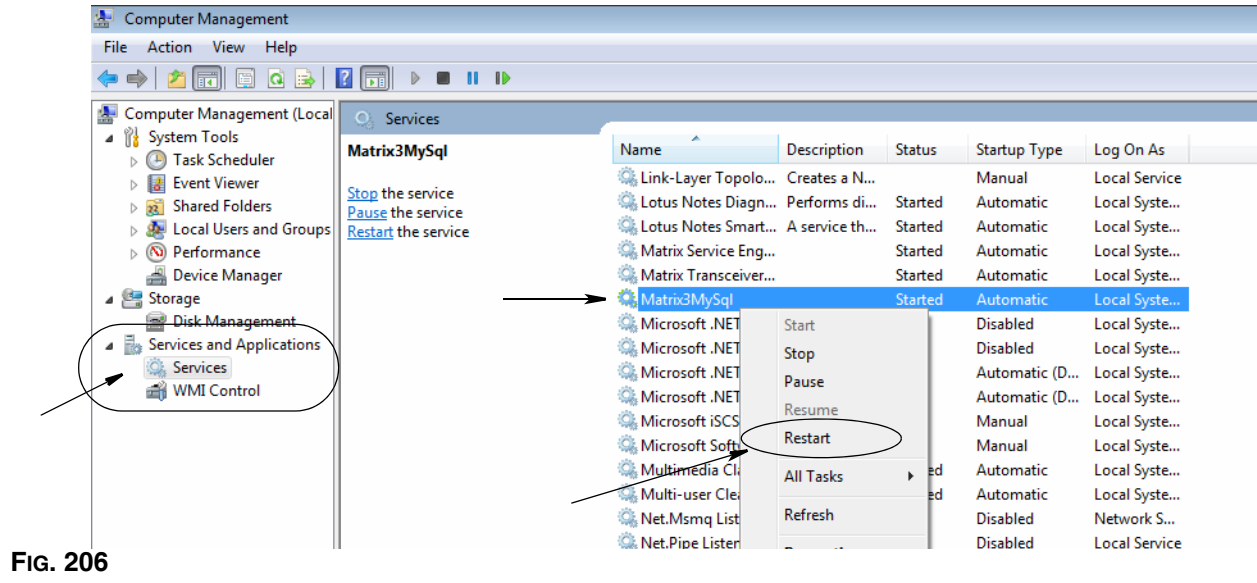 Computer Management
File Action View Help
Computer Management (Local
System Tools
Task Scheduler
Event Viewer
Shared Folders
Local Users and Groups
Performance
Device Manager
Storage
Disk Management
Services and Applications
Services
WMI Control
Services
Matrix3MySql
Stop the service
Pause the service
Restart the service
Name Description Status Startup Type Log On As
Link-Layer Topolo... Creates a N... Manual Local Service
Lotus Notes Diagn... Performs di... Started Automatic Local Syste...
Lotus Notes Smart... A service th... Started Automatic Local Syste...
Matrix Service Eng... Started Automatic Local Syste...
Matrix Transceiver... Started Automatic Local Syste...
Matrix3MySql Started Automatic Local Syste...
Microsoft .NET Disabled Local Syste...
Microsoft .NET Disabled Local Syste...
Microsoft .NET Automatic (D... Local Syste...
Microsoft .NET Automatic (D... Local Syste...
Microsoft iSCS Manual Local Syste...
Microsoft Soft Manual Local Syste...
Multimedia Cl ed Automatic Local Syste...
Multi-user Clea ed Automatic Local Syste...
Net.Msmq List Disabled Network S...
Net.Pipe Listen Disabled Local Service
Start
Stop
Pause
Resume
Restart
All Tasks
Refresh
FIG. 206